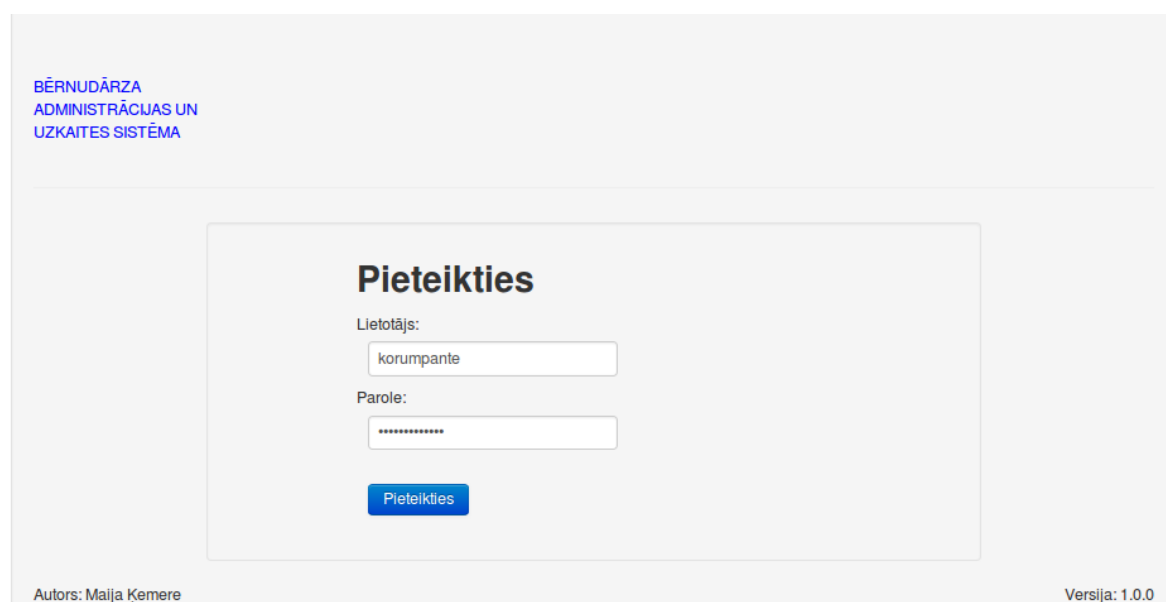 BĒRNUDĀRZA
ADMINISTRĀCIJAS UN
UZKAITES SISTĒMA
Pieteikties
Lietotājs:
korumpante
Parole:
•••••••••••••
Pieteikties
Autors: Maija Ķemere
Versija: 1.0.0